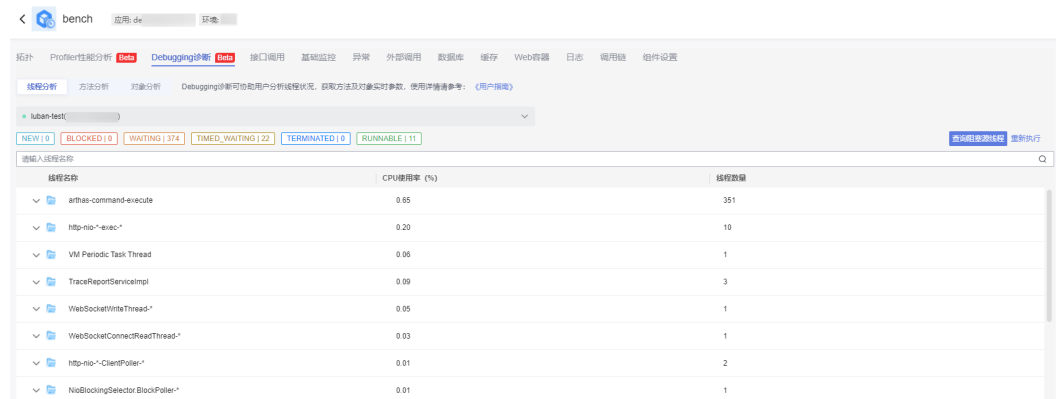 bench 应用: de 环境:
拓扑 Profiler性能分析 Beta Debugging诊断 Beta 接口调用 基础监控 异常 外部调用 数据库 缓存 Web容器 日志 调用链 组件设置
线程分析 方法分析 对象分析 Debugging诊断可协助用户分析线程状况，获取方法及对象实时参数，使用详情请参考：《用户指南》
luban-test( )
NEW | 0 BLOCKED | 0 WAITING | 374 TIMED_WAITING | 22 TERMINATED | 0 RUNNABLE | 11 查询阻塞源线程 重新执行
请输入线程名称
线程名称 CPU使用率 (%) 线程数量
arthas-command-execute 0.65 351
http-nio-*-exec-* 0.20 10
VM Periodic Task Thread 0.06 1
TraceReportServiceImpl 0.09 3
WebSocketWriteThread-* 0.05 1
WebSocketConnectReadThread-* 0.03 1
http-nio-*-ClientPoller-* 0.01 2
NioBlockingSelector.BlockPoller-* 0.01 1